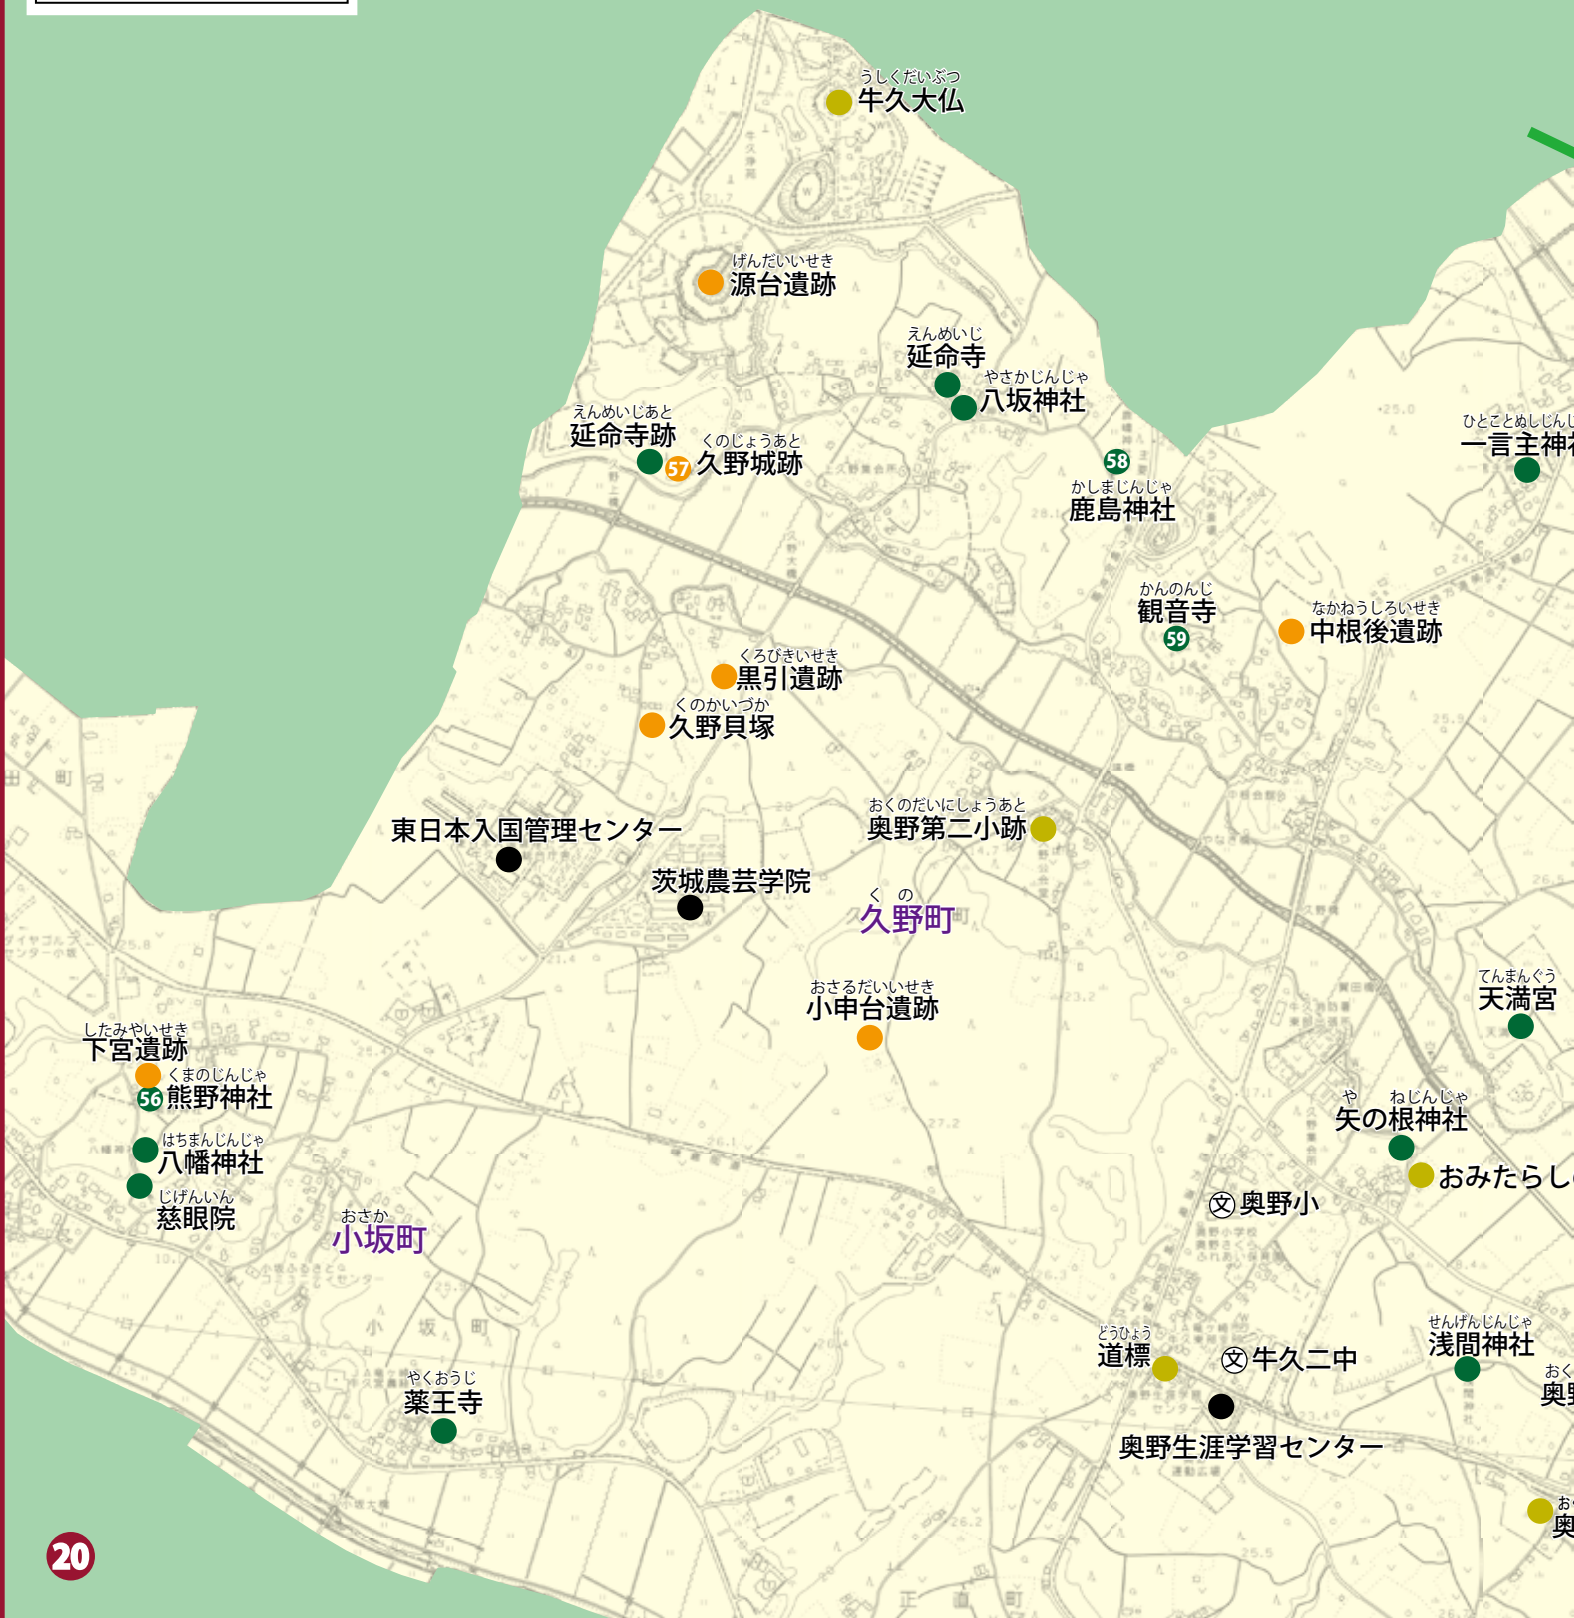 うしくだいぶつ
牛久大仏
げんだいいせき
源台遺跡
えんめいじ
延命寺
やさかじんじゃ
八坂神社
えんめいじあと
延命寺跡
57
くのじょうあと
久野城跡
58
かしまじんじゃ
鹿島神社
ひとことぬしじんじ
一言主神社
かんのんじ
観音寺
59
なかねうしろいせき
中根後遺跡
くろびきいせき
黒引遺跡
くのかいづか
久野貝塚
東日本入国管理センター
茨城農芸学院
おくのだいにしょうあと
奥野第二小跡
くの
久野町
おさるだいいせき
小申台遺跡
てんまんぐう
天満宮
したみやいせき
下宮遺跡
56
くまのじんじゃ
熊野神社
はちまんじんじゃ
八幡神社
じげんいん
慈眼院
おさか
小坂町
や ねじんじゃ
矢の根神社
おみたらし
文 奥野小
どうひょう
道標
文 牛久二中
奥野生涯学習センター
せんげんじんじゃ
浅間神社
おく
奥野
やくおうじ
薬王寺
小坂町
正直町
お
奥
20